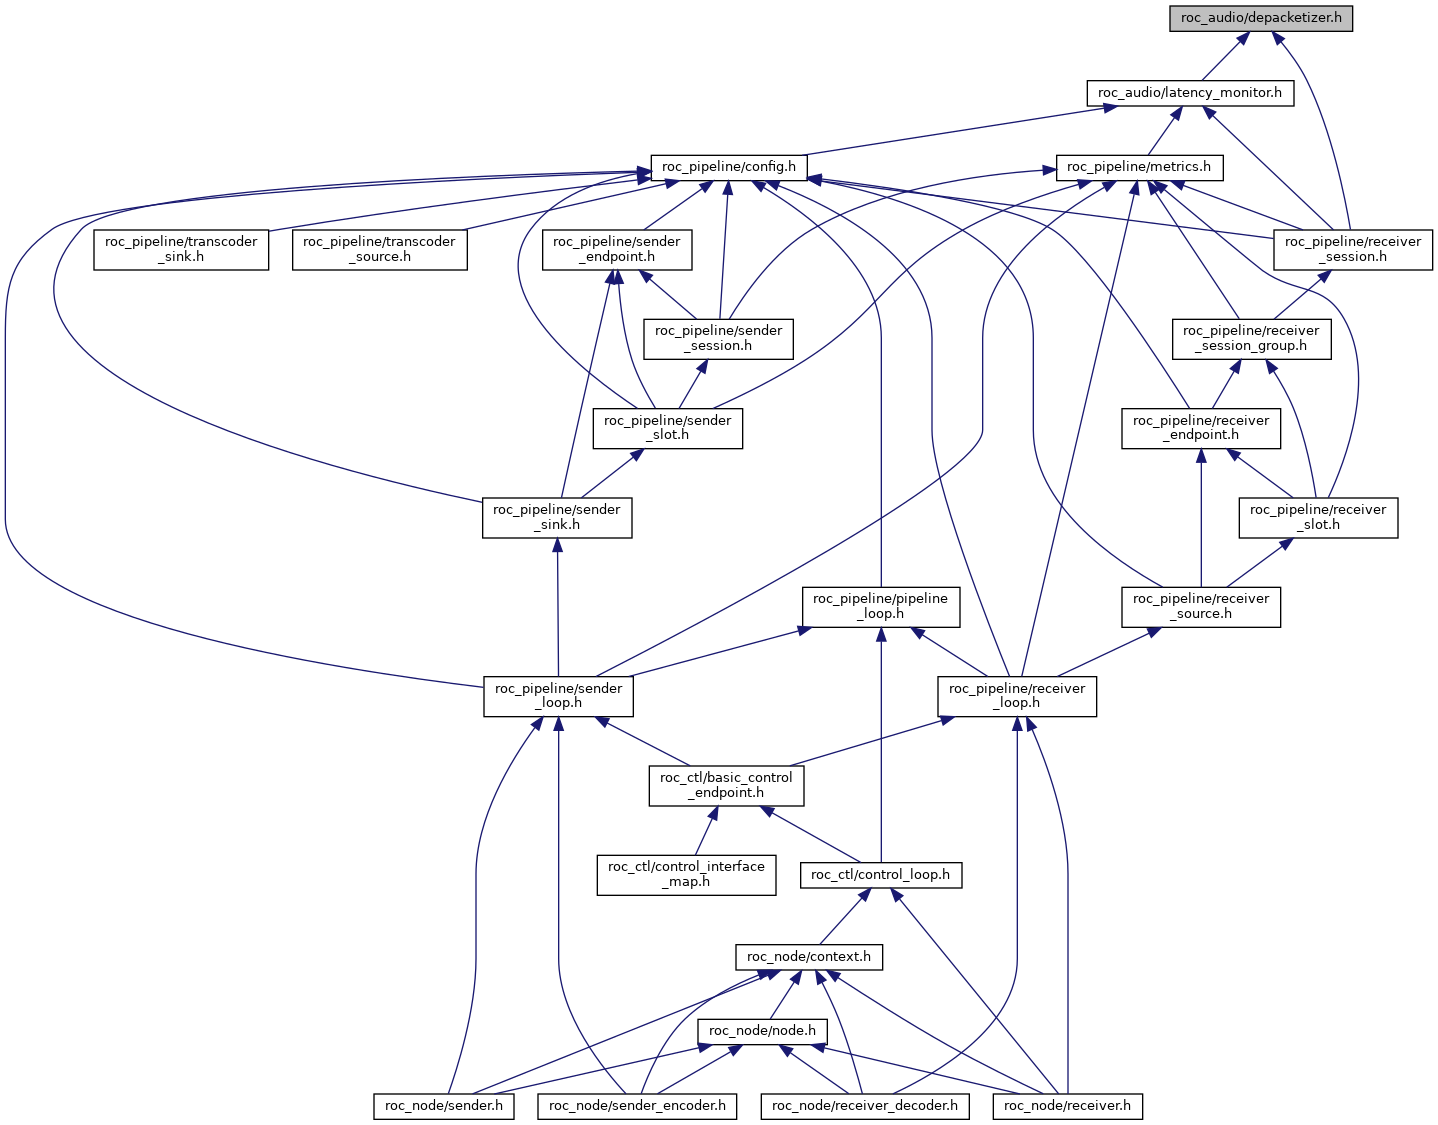 roc_audio/depacketizer.h
roc_audio/latency_monitor.h
roc_pipeline/config.h
roc_pipeline/metrics.h
roc_pipeline/transcoder
_sink.h
roc_pipeline/transcoder
_source.h
roc_pipeline/sender
_endpoint.h
roc_pipeline/receiver
_session.h
roc_pipeline/sender
_session.h
roc_pipeline/receiver
_session_group.h
roc_pipeline/sender
_slot.h
roc_pipeline/receiver
_endpoint.h
roc_pipeline/sender
_sink.h
roc_pipeline/receiver
_slot.h
roc_pipeline/pipeline
_loop.h
roc_pipeline/receiver
_source.h
roc_pipeline/sender
_loop.h
roc_pipeline/receiver
_loop.h
roc_ctl/basic_control
_endpoint.h
roc_ctl/control_interface
_map.h
roc_ctl/control_loop.h
roc_node/context.h
roc_node/node.h
roc_node/sender.h
roc_node/sender_encoder.h
roc_node/receiver_decoder.h
roc_node/receiver.h